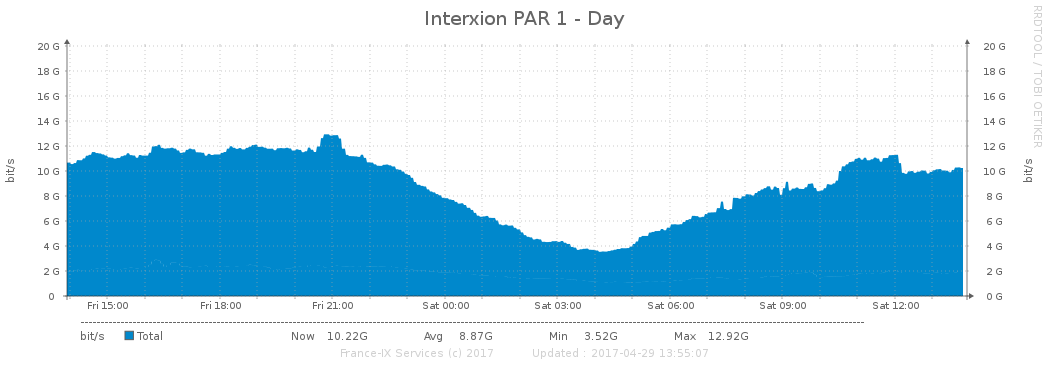 Interxion PAR 1 - Day
RRDTOOL / TOBI OETIKER
bit/s
20 G
18 G
16 G
14 G
12 G
10 G
8 G
6 G
4 G
2 G
0
20 G
18 G
16 G
14 G
12 G
10 G
8 G
6 G
4 G
2 G
0 G
bit/s
Fri 15:00 Fri 18:00 Fri 21:00 Sat 00:00 Sat 03:00 Sat 06:00 Sat 09:00 Sat 12:00
bit/s Total Now 10.22G Avg 8.87G Min 3.52G Max 12.92G
France-IX Services (c) 2017 Updated : 2017-04-29 13:55:07